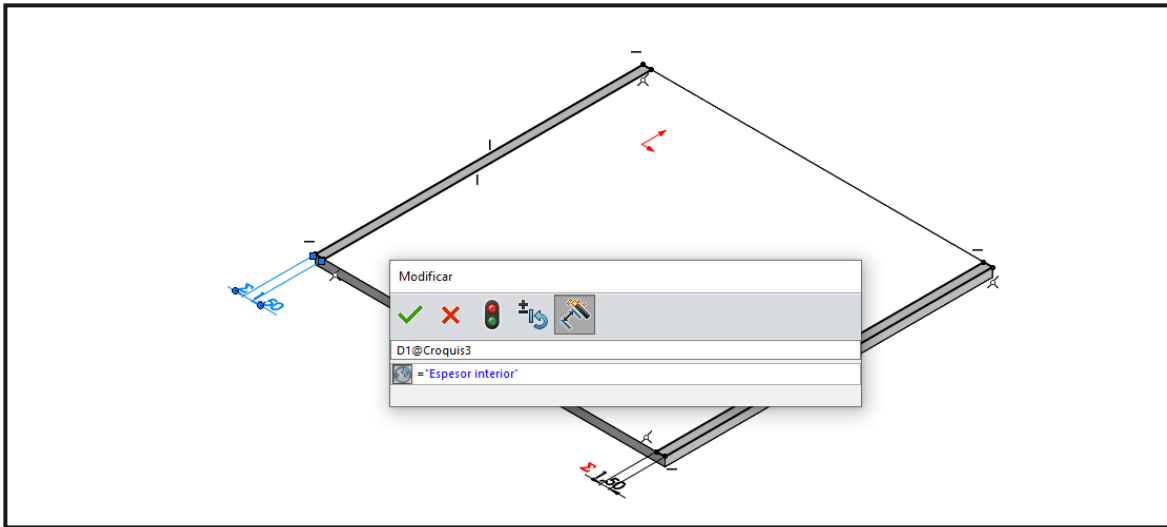 Modificar
D1@Croquis3
="Espesor interior"
Σ 1,50
Σ 1,50